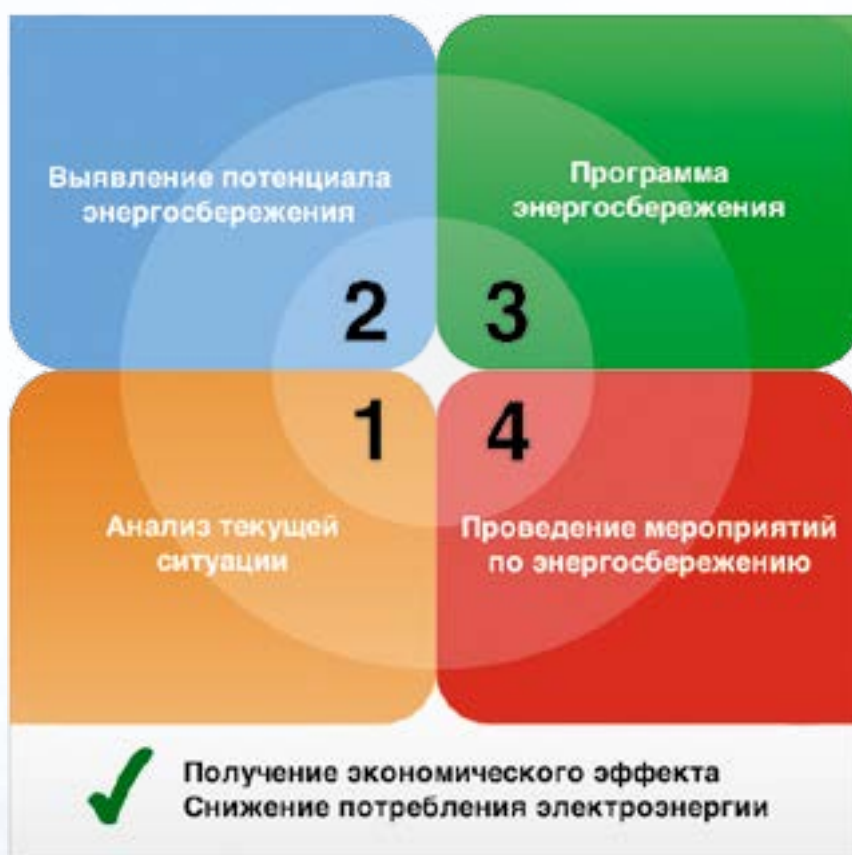 Выявление потенциала
энергосбережения
2
Программа
энергосбережения
3
1
Анализ текущей
ситуации
4
Проведение мероприятий
по энергосбережению
Получение экономического эффекта
Снижение потребления электроэнергии